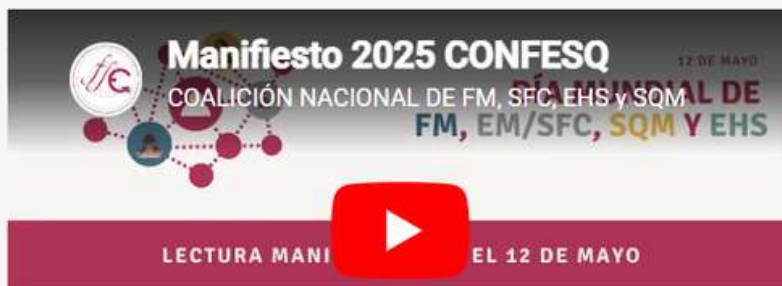 Manifiesto 2025 CONFESQ
COALICIÓN NACIONAL DE FM, SFC, EHS y SQM
12 DE MAYO
DÍA MUNDIAL DE
FM, EM/SFC, SQM Y EHS
LECTURA MANI EL 12 DE MAYO